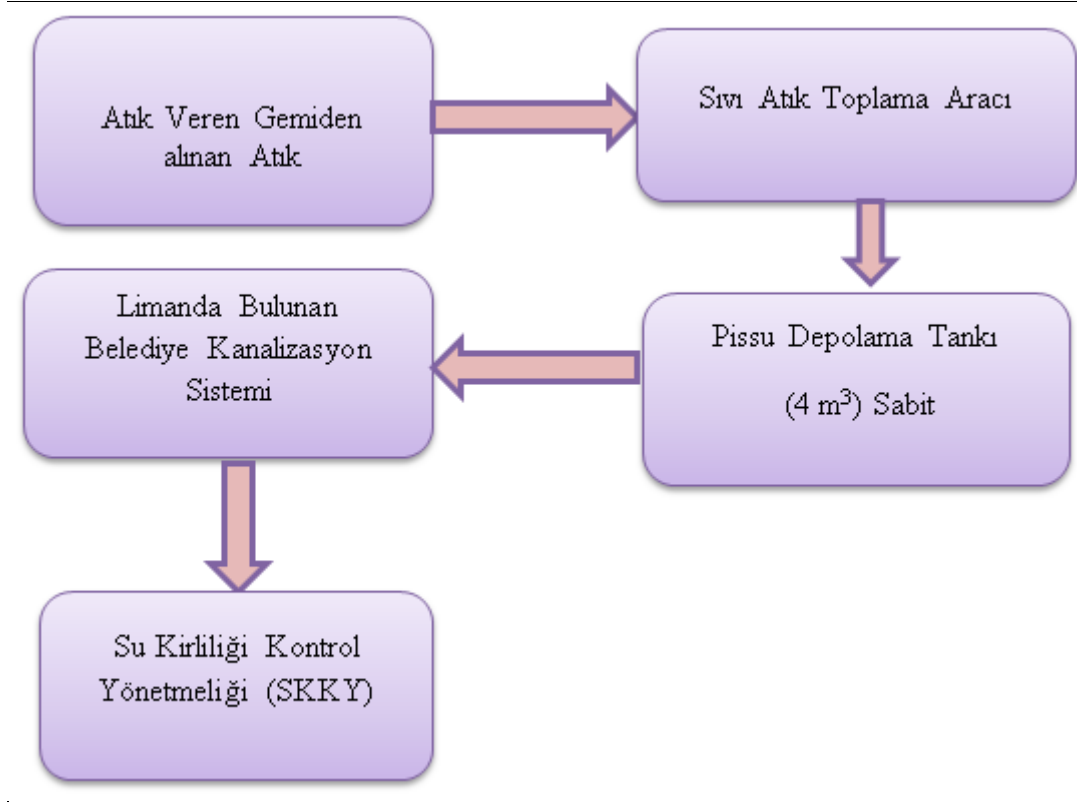 Atık Veren Gemiden
alınan Atık
Sıvı Atık Toplama Aracı
Pissu Depolama Tankı
(4 m³) Sabit
Limanda Bulunan
Belediye Kanalizasyon
Sistemi
Su Kirliliği Kontrol
Yönetmeliği (SKKY)